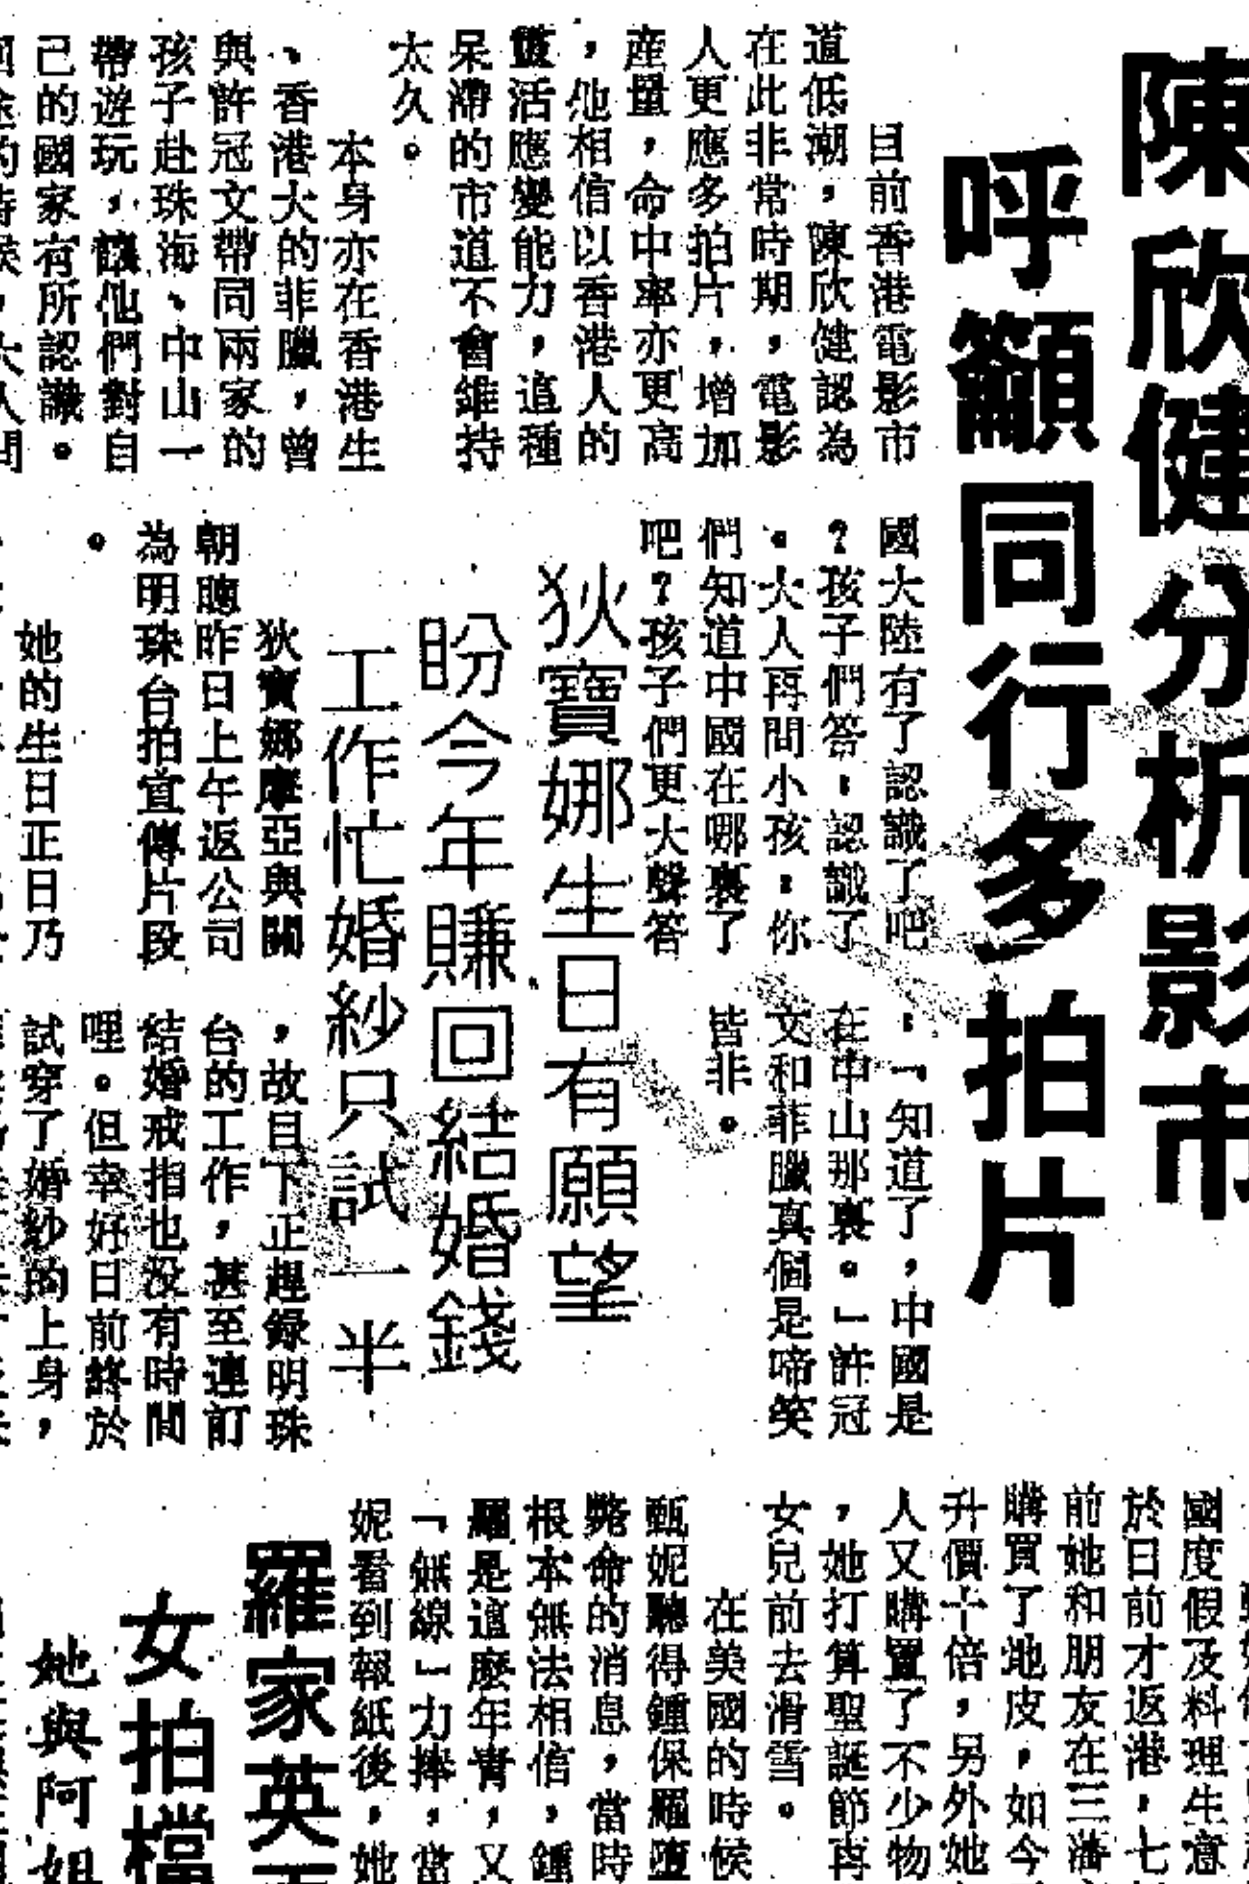 陳欣健分析影市
呼籲同行多拍片
目前香港電影市
道低潮，陳欣健認為
在此非常時期，電影
人更應多拍片，增加
産量，命中率亦更高
，他相信以香港人的
靈活應變能力，這種
呆滯的市道不會維持
太久。
本身亦在香港生
、香港大的菲臘，曾
與許冠文帶同兩家的
孩子赴珠海、中山一
帶遊玩，讓他們對自
己的國家有所認識。
國大陸有了認識了吧
？孩子們答：認識了
。大人再問小孩：你
們知道中國在哪裏了
吧？孩子們更大聲答
：「知道了，中國是
在中山那裏。」許冠
文和菲臘真個是啼笑
皆非。
狄寶娜生日有願望
盼今年賺回結婚錢
工作忙婚紗只試一半
狄寶娜摩亞與關
朝聰昨日上午返公司
為明珠台拍宣傳片段
。
她的生日正日乃
，故目下正趕錄明珠
台的工作，甚至連訂
結婚戒指也没有時間
哩。但幸好日前終於
試穿了婚紗的上身，
國度假及料理生意
於日前才返港，七
前她和朋友在三藩
購買了地皮，如今
升價十倍，另外她
人又購置了不少物
，她打算聖誕節再
女兒前去滑雪。
在美國的時候
甄妮聽得鍾保羅墮
斃命的消息，當時
根本無法相信，鍾
羅是這麼年青，又
「無線」力捧，當
妮看到報紙後，她
羅家英
女拍檔
她與阿姐